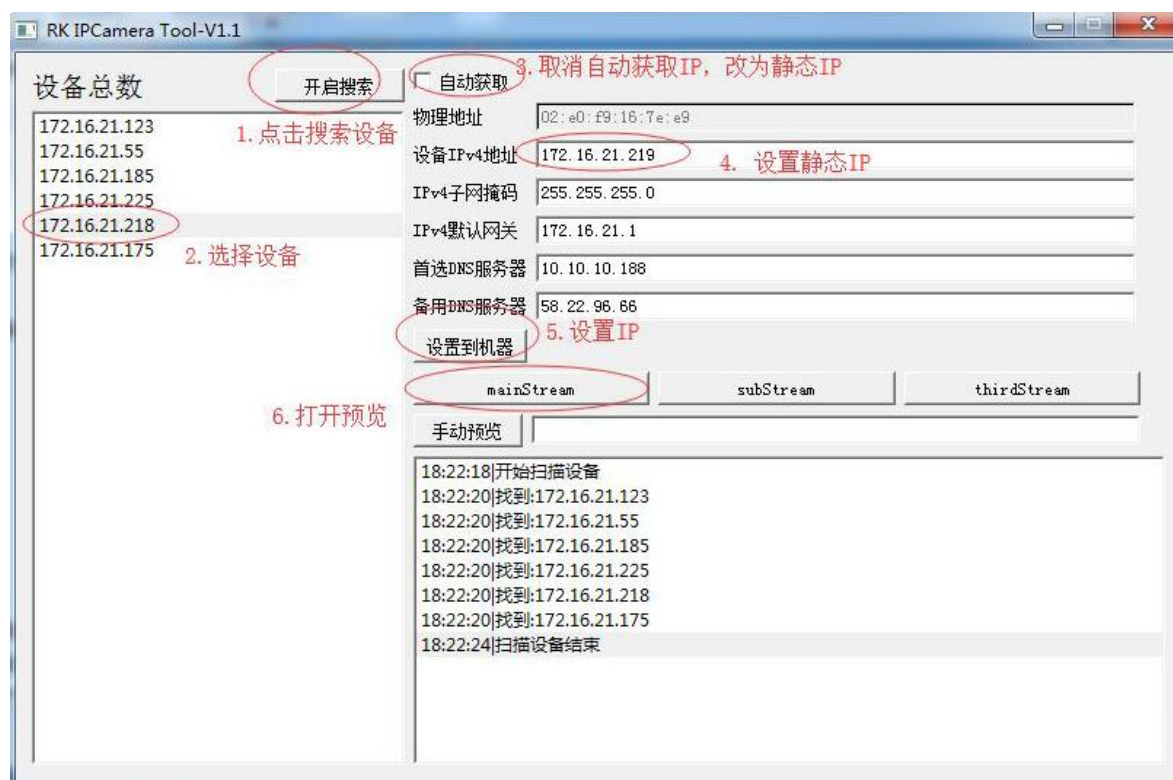 RK IPCamera Tool-V1.1
设备总数
开启搜索
172.16.21.123
172.16.21.55
172.16.21.185
172.16.21.225
172.16.21.218
172.16.21.175
1.点击搜索设备
2.选择设备
自动获取
3.取消自动获取IP，改为静态IP
物理地址 02:e0:f9:16:7e:e9
设备IPv4地址 172.16.21.219
4. 设置静态IP
IPv4子网掩码 255.255.255.0
IPv4默认网关 172.16.21.1
首选DNS服务器 10.10.10.188
备用DNS服务器 58.22.96.66
设置到机器
5.设置IP
mainStream subStream thirdStream
6.打开预览
手动预览
18:22:18|开始扫描设备
18:22:20|找到:172.16.21.123
18:22:20|找到:172.16.21.55
18:22:20|找到:172.16.21.185
18:22:20|找到:172.16.21.225
18:22:20|找到:172.16.21.218
18:22:20|找到:172.16.21.175
18:22:24|扫描设备结束